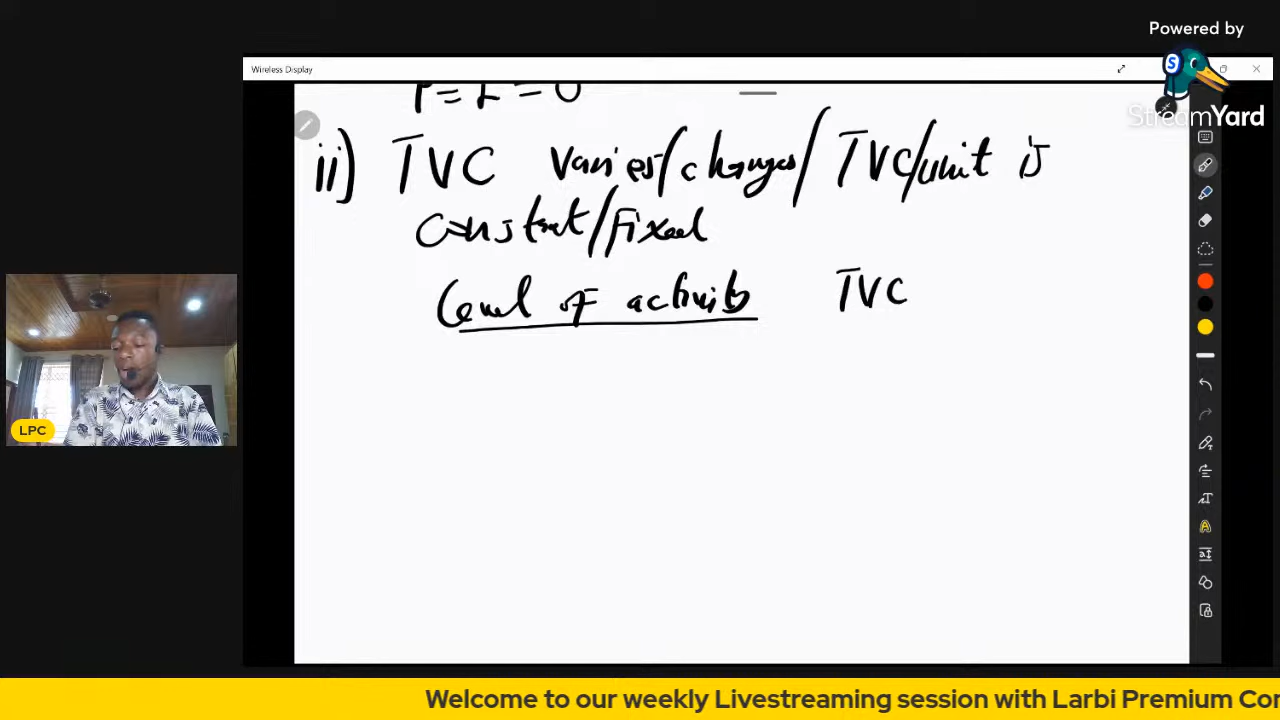 Powered by
StreamYard
Wireless Display
ii) TVC varies/changes/TVC/unit is
constant/fixed
Level of activity TVC
LPC
Welcome to our weekly Livestreaming session with Larbi Premium Con